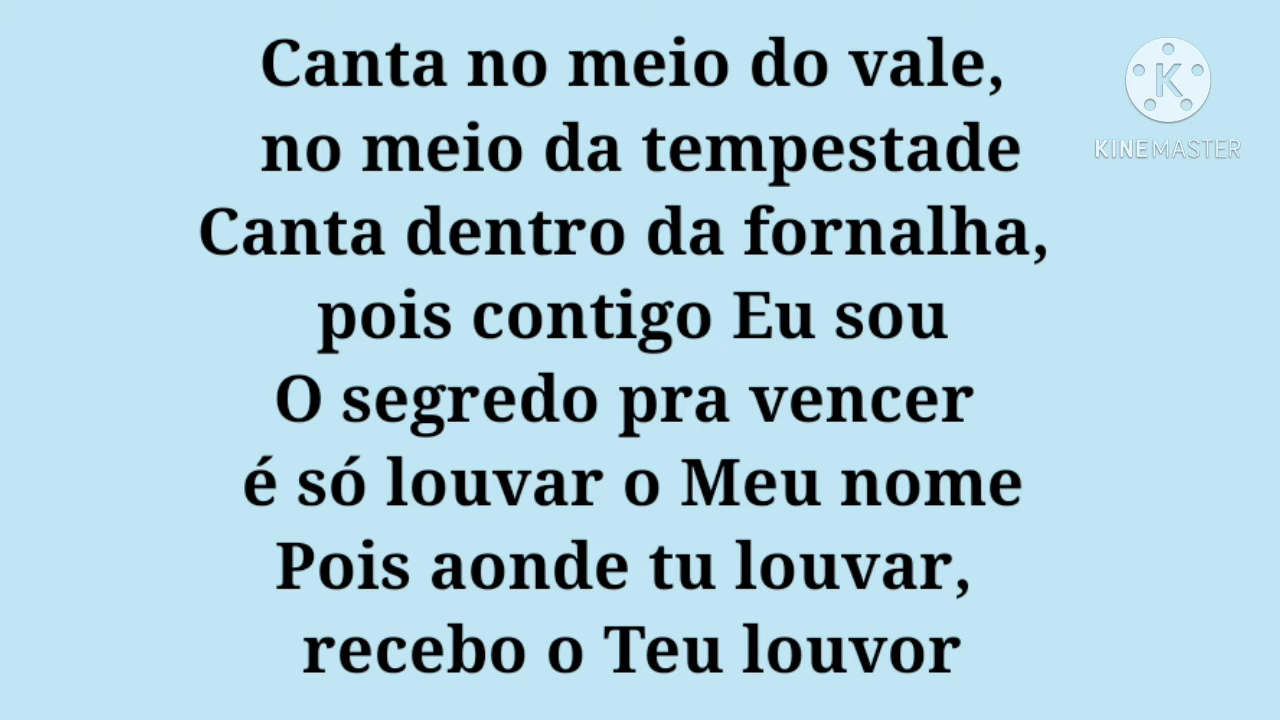 Canta no meio do vale,
no meio da tempestade
Canta dentro da fornalha,
pois contigo Eu sou
O segredo pra vencer
é só louvar o Meu nome
Pois aonde tu louvar,
recebo o Teu louvor
K
KINEMASTER